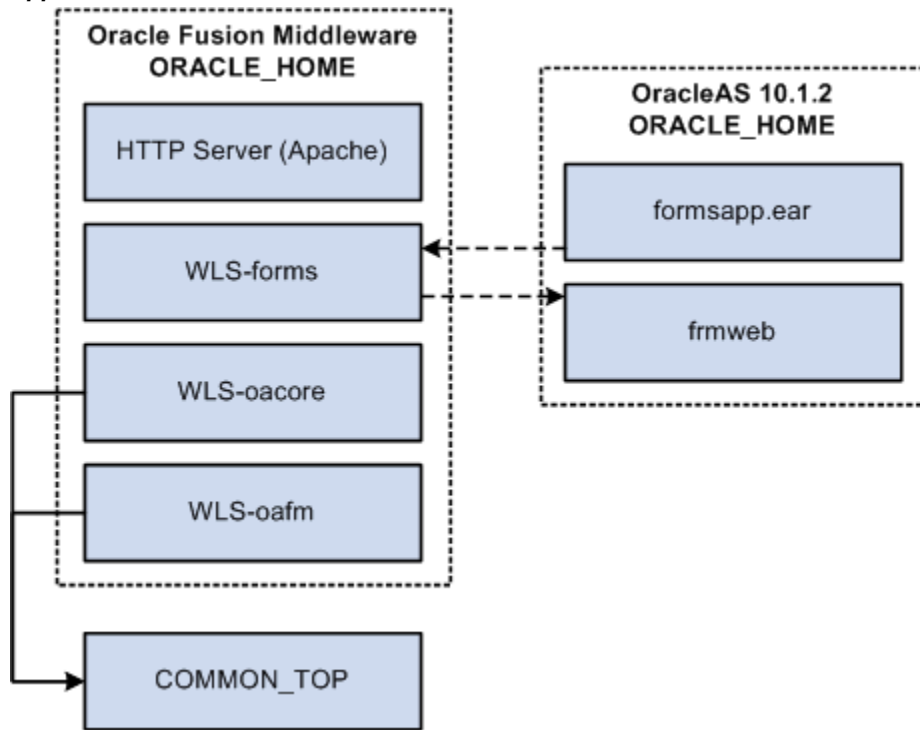 Oracle Fusion Middleware
ORACLE_HOME
HTTP Server (Apache)
WLS-forms
WLS-oacore
WLS-oafm
COMMON_TOP
OracleAS 10.1.2
ORACLE_HOME
formsapp.ear
frmweb